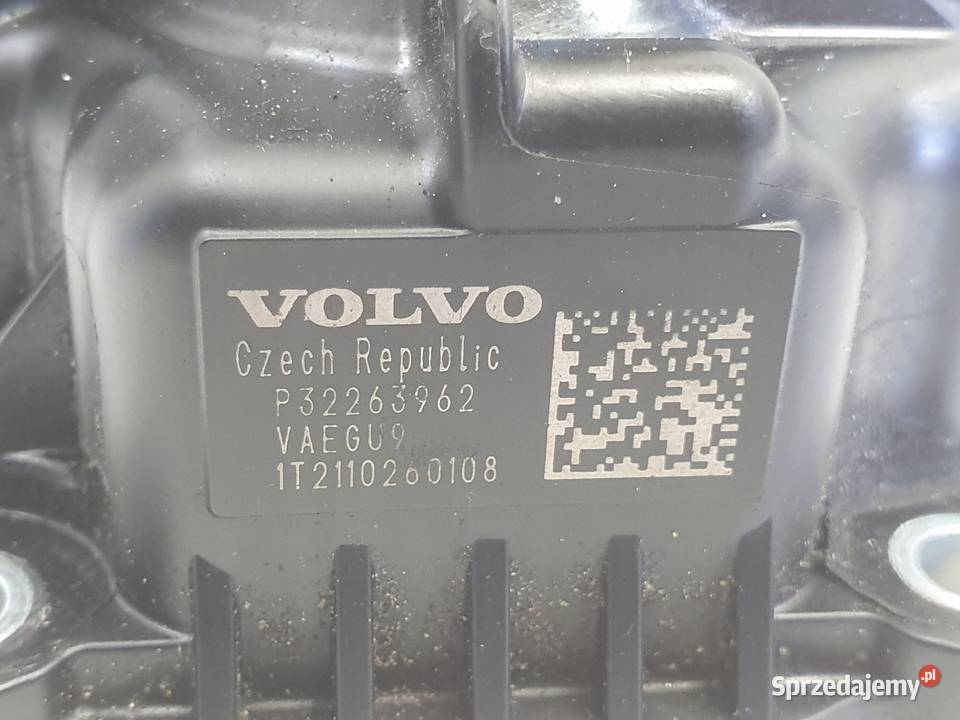 VOLVO
Czech Republic
P32263962
VAEGU9
1T2110260108
Sprzedajemy.pl